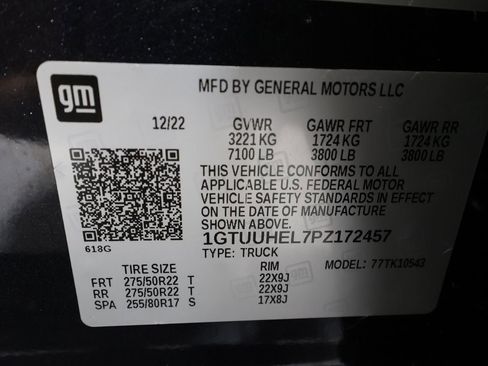 gm
MFD BY GENERAL MOTORS LLC
12/22 GVWR GAWR FRT GAWR RR
3221 KG 1724 KG 1724 KG
7100 LB 3800 LB 3800 LB
THIS VEHICLE CONFORMS TO ALL
APPLICABLE U.S. FEDERAL MOTOR
VEHICLE SAFETY STANDARDS IN EFFECT
ON THE DATE OF MANUFACTURE
SHOWN ABOVE.
1GTUUHEL7PZ172457
618G TYPE: TRUCK MODEL: 77TK10543
TIRE SIZE RIM
FRT 275/50R22 T 22X9J
RR 275/50R22 T 22X9J
SPA 255/80R17 S 17X8J